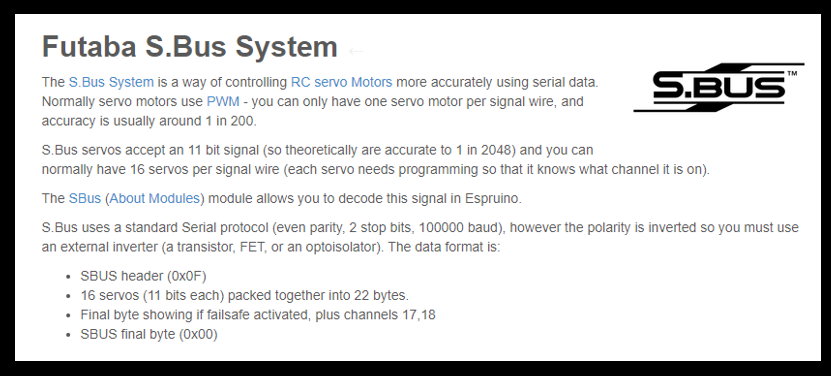 Futaba S.Bus System ←
The S.Bus System is a way of controlling RC servo Motors more accurately using serial data.
Normally servo motors use PWM - you can only have one servo motor per signal wire, and
accuracy is usually around 1 in 200.
S.BUS™
S.Bus servos accept an 11 bit signal (so theoretically are accurate to 1 in 2048) and you can
normally have 16 servos per signal wire (each servo needs programming so that it knows what channel it is on).
The SBus (About Modules) module allows you to decode this signal in Espruino.
S.Bus uses a standard Serial protocol (even parity, 2 stop bits, 100000 baud), however the polarity is inverted so you must use
an external inverter (a transistor, FET, or an optoisolator). The data format is:
• SBUS header (0x0F)
• 16 servos (11 bits each) packed together into 22 bytes.
• Final byte showing if failsafe activated, plus channels 17,18
• SBUS final byte (0x00)